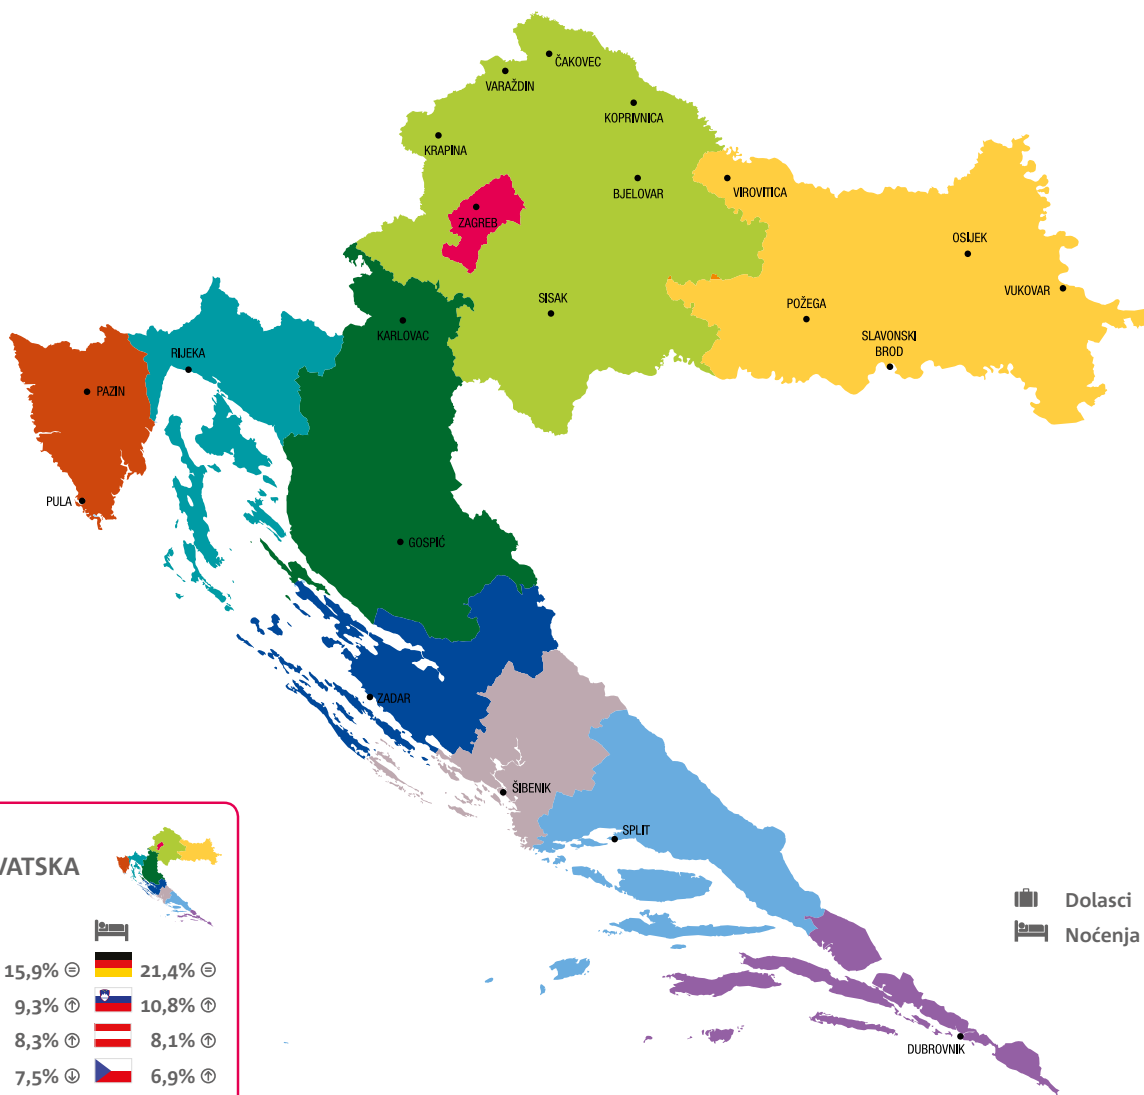 ČAKOVEC
VARAŽDIN
KOPRIVNICA
KRAPINA
BJELOVAR
VIROVITICA
ZAGREB
OSIJEK
VUKOVAR
SISAK
POŽEGA
KARLOVAC
SLAVONSKI
BROD
RIJEKA
PAZIN
PULA
GOSPIĆ
ZADAR
ŠIBENIK
SPLIT
DUBROVNIK
VATSKA
15,9% = 21,4% =
9,3% ↑ 10,8% ↑
8,3% ↑ 8,1% ↑
7,5% ↓ 6,9% ↑
Dolasci
Noćenja